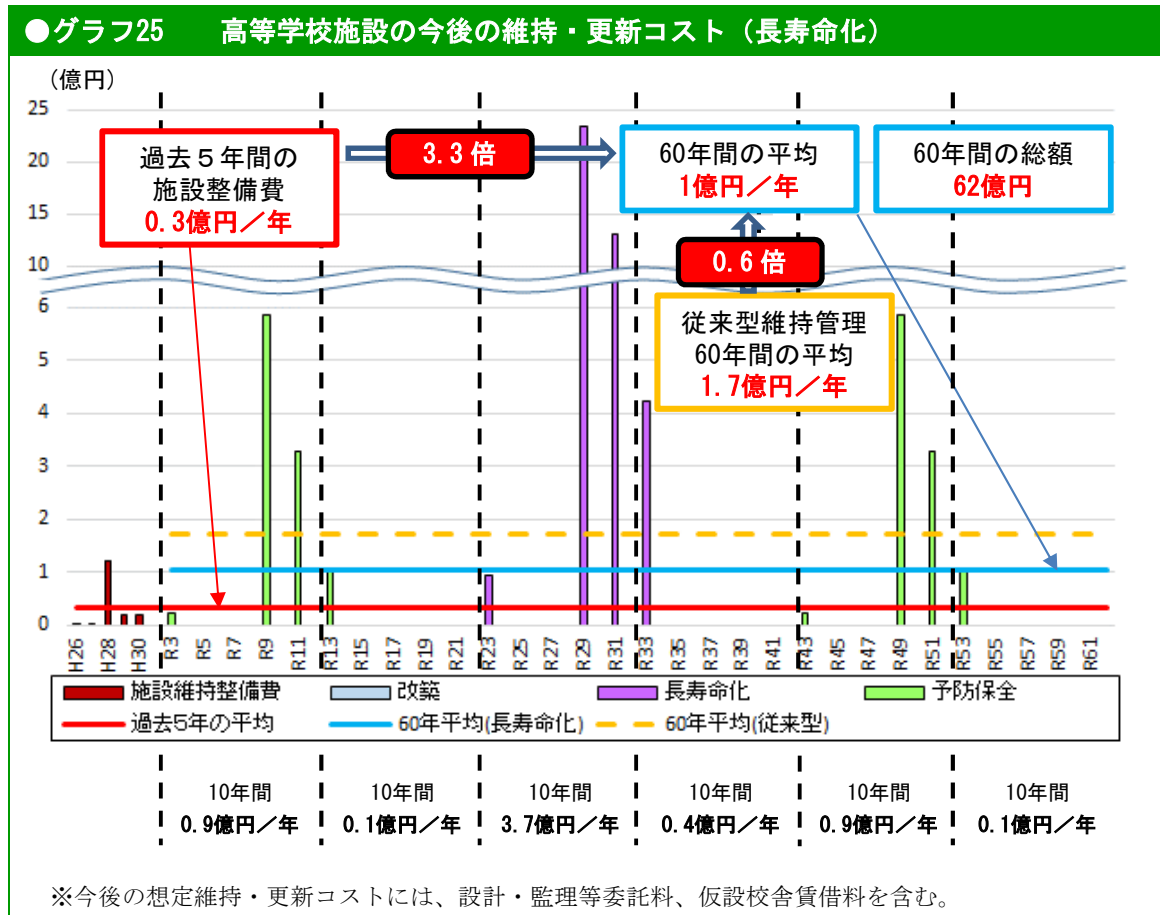 ●グラフ25　高等学校施設の今後の維持・更新コスト（長寿命化）
(億円)
25
20
15
10
6
5
4
3
2
1
0
過去５年間の
施設整備費
0.3億円／年
3.3 倍
60年間の平均
1億円／年
60年間の総額
62億円
0.6 倍
従来型維持管理
60年間の平均
1.7億円／年
H26 H28 H30 R3 R5 R7 R9 R11 R13 R15 R17 R19 R21 R23 R25 R27 R29 R31 R33 R35 R37 R39 R41 R43 R45 R47 R49 R51 R53 R55 R57 R59 R61
施設維持整備費 改築 長寿命化 予防保全
過去5年の平均 60年平均(長寿命化) 60年平均(従来型)
10年間 10年間 10年間 10年間 10年間 10年間
0.9億円／年 0.1億円／年 3.7億円／年 0.4億円／年 0.9億円／年 0.1億円／年
※今後の想定維持・更新コストには、設計・監理等委託料、仮設校舎賃借料を含む。